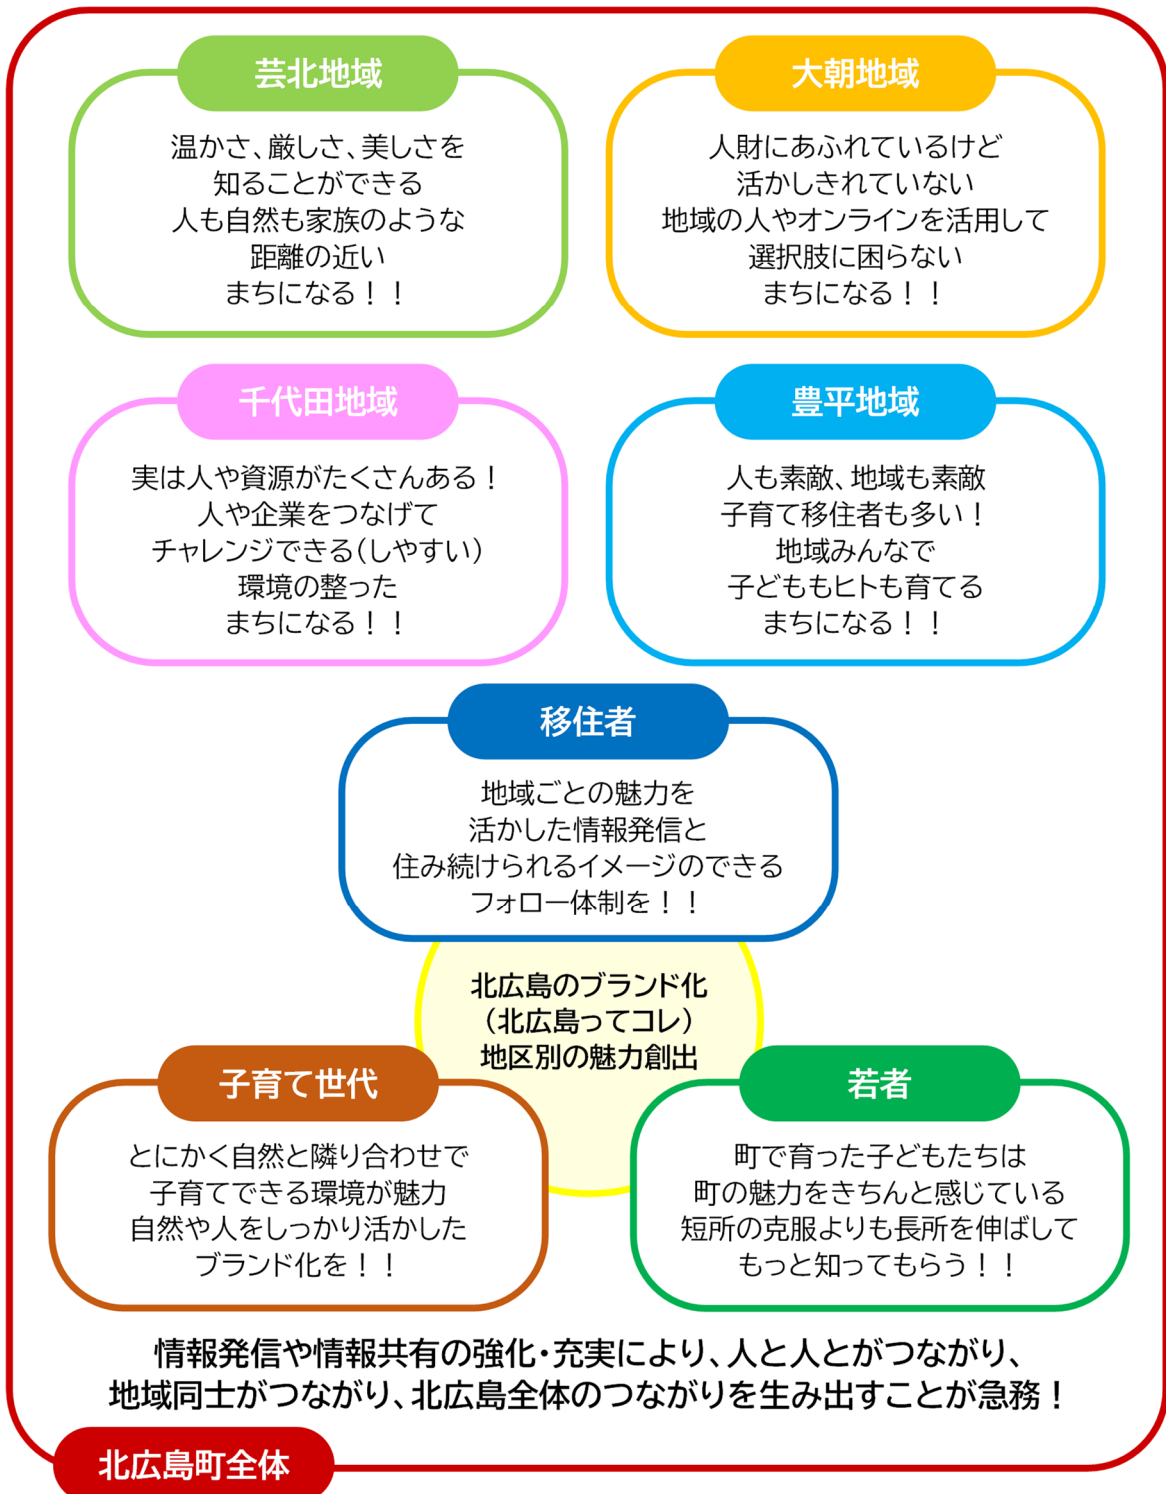 芸北地域
温かさ、厳しさ、美しさを
知ることができる
人も自然も家族のような
距離の近い
まちになる！！
大朝地域
人財にあふれているけど
活かしきれていない
地域の人やオンラインを活用して
選択肢に困らない
まちになる！！
千代田地域
実は人や資源がたくさんある！
人や企業をつなげて
チャレンジできる（しやすい）
環境の整った
まちになる！！
豊平地域
人も素敵、地域も素敵
子育て移住者も多い！
地域みんなで
子どももヒトも育てる
まちになる！！
移住者
地域ごとの魅力を
活かした情報発信と
住み続けられるイメージのできる
フォロー体制を！！
北広島のブランド化
（北広島ってコレ）
地区別の魅力創出
子育て世代
とにかく自然と隣り合わせで
子育てできる環境が魅力
自然や人をしっかり活かした
ブランド化を！！
若者
町で育った子どもたちは
町の魅力をきちんと感じている
短所の克服よりも長所を伸ばして
もっと知ってもらう！！
情報発信や情報共有の強化・充実により、人と人とがつながり、
地域同士がつながり、北広島全体のつながりを生み出すことが急務！
北広島町全体